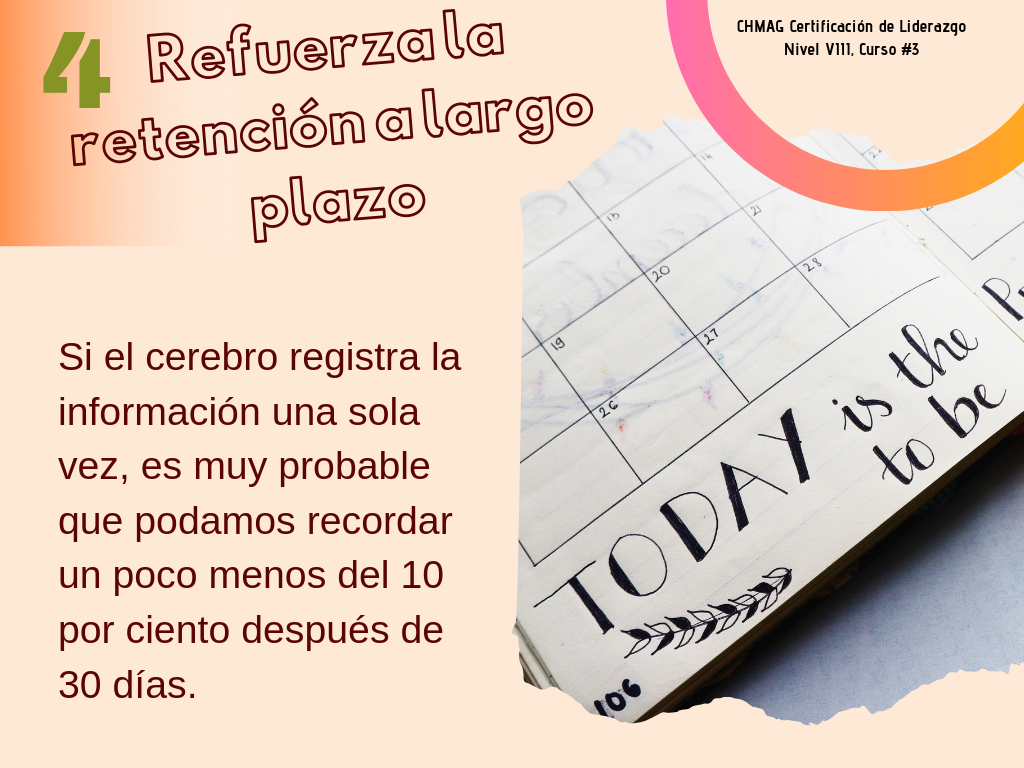 CHMAG Certificación de Liderazgo
Nivel V111, Curso #3
4
Refuerza la
retención a largo
plazo
Si el cerebro registra la
información una sola
vez, es muy probable
que podamos recordar
un poco menos del 10
por ciento después de
30 días.
14
13
21
20
28
19
27
26
TODAY is the
to be
106